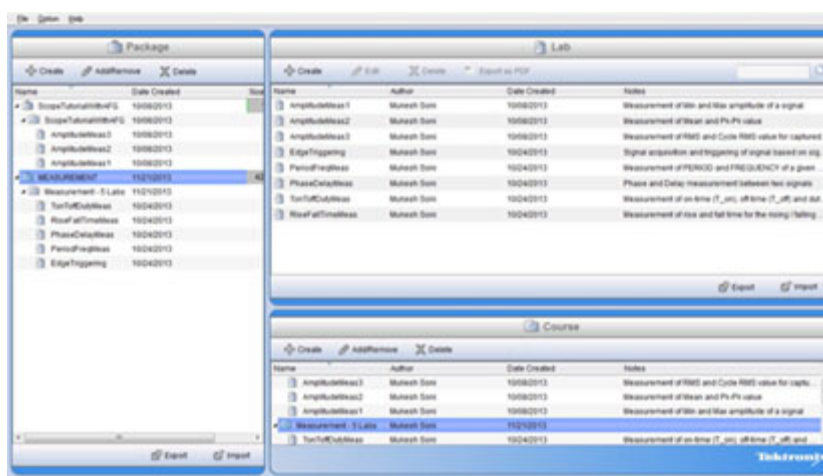 File Option Help
Package
Create Add/Remove Delete
Name Date Created Size
ScopeTutorialWithAFG 10/08/2013
ScopeTutorialWithAFG 10/08/2013
AmplitudeMeas3 10/08/2013
AmplitudeMeas2 10/08/2013
AmplitudeMeas1 10/08/2013
MEASUREMENT 11/21/2013
Measurement - 5 Labs 11/21/2013
TonToffDutyMeas 10/24/2013
RiseFallTimeMeas 10/24/2013
PhaseDelayMeas 10/24/2013
PeriodFreqMeas 10/24/2013
EdgeTriggering 10/24/2013
Export Import
Lab
Create Edit Delete Export as PDF
Name Author Date Created Notes
AmplitudeMeas1 Munesh Soni 10/08/2013 Measurement of Min and Max amplitude of a signal
AmplitudeMeas2 Munesh Soni 10/08/2013 Measurement of Mean and Pk-Pk value
AmplitudeMeas3 Munesh Soni 10/08/2013 Measurement of RMS and Cycle RMS value for captured
EdgeTriggering Munesh Soni 10/24/2013 Signal acquisition and triggering of signal based on sig...
PeriodFreqMeas Munesh Soni 10/24/2013 Measurement of PERIOD and FREQUENCY of a given ...
PhaseDelayMeas Munesh Soni 10/24/2013 Phase and Delay measurement between two signals
TonToffDutyMeas Munesh Soni 10/24/2013 Measurement of on-time (T_on), off-time (T_off) and dut...
RiseFallTimeMeas Munesh Soni 10/24/2013 Measurement of rise and fall time for the rising / falling ...
Export Import
Course
Create Add/Remove Delete
Name Author Date Created Notes
AmplitudeMeas3 Munesh Soni 10/08/2013 Measurement of RMS and Cycle RMS value for captu...
AmplitudeMeas2 Munesh Soni 10/08/2013 Measurement of Mean and Pk-Pk value
AmplitudeMeas1 Munesh Soni 10/08/2013 Measurement of Min and Max amplitude of a signal
Measurement - 5 Labs Munesh Soni 11/21/2013
TonToffDutyMeas Munesh Soni 10/24/2013 Measurement of on-time (T_on), off-time (T_off) and ...
Tektronix